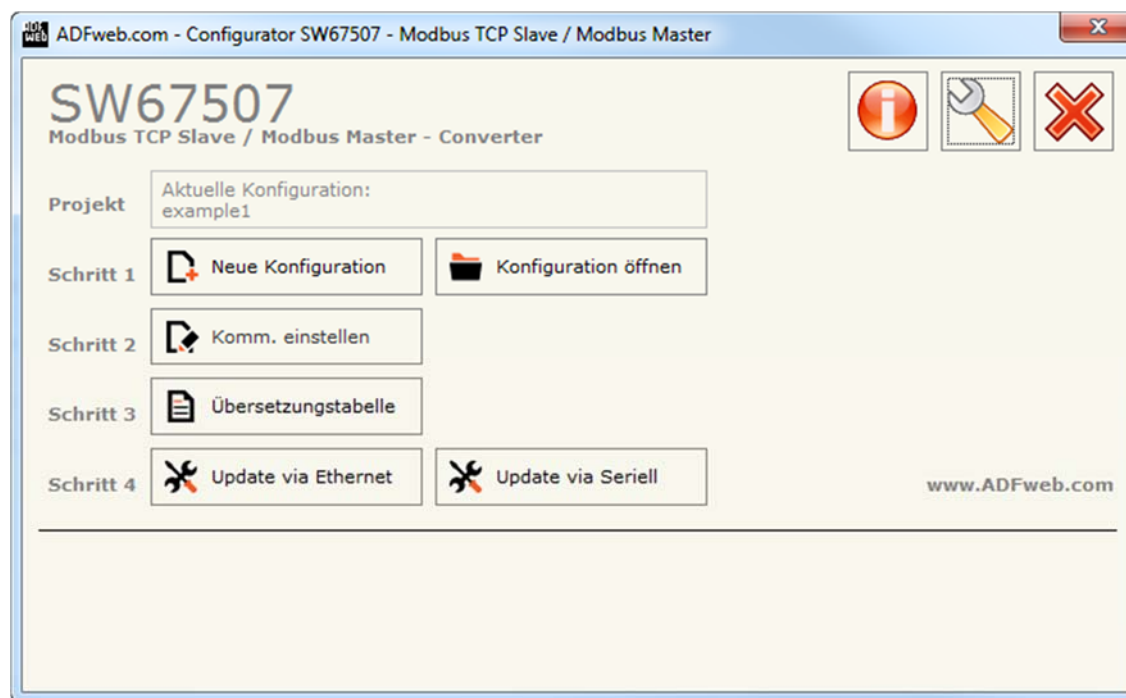 ADFweb.com - Configurator SW67507 - Modbus TCP Slave / Modbus Master
SW67507
Modbus TCP Slave / Modbus Master - Converter
Projekt
Aktuelle Konfiguration:
example1
Schritt 1
Neue Konfiguration
Konfiguration öffnen
Schritt 2
Komm. einstellen
Schritt 3
Übersetzungstabelle
Schritt 4
Update via Ethernet
Update via Seriell
www.ADFweb.com